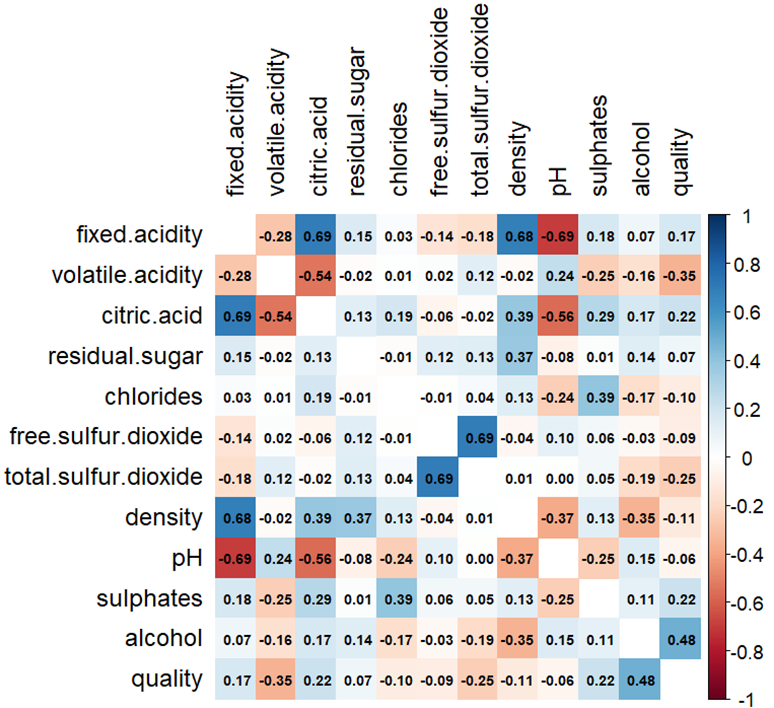 fixed.acidity volatile.acidity citric.acid residual.sugar chlorides free.sulfur.dioxide total.sulfur.dioxide density pH sulphates alcohol quality
fixed.acidity -0.28 0.69 0.15 0.03 -0.14 -0.18 0.68 -0.69 0.18 0.07 0.17
volatile.acidity -0.28 -0.54 -0.02 0.01 0.02 0.12 -0.02 0.24 -0.25 -0.16 -0.35
citric.acid 0.69 -0.54 0.13 0.19 -0.06 -0.02 0.39 -0.56 0.29 0.17 0.22
residual.sugar 0.15 -0.02 0.13 -0.01 0.12 0.13 0.37 -0.08 0.01 0.14 0.07
chlorides 0.03 0.01 0.19 -0.01 -0.01 0.04 0.13 -0.24 0.39 -0.17 -0.10
free.sulfur.dioxide -0.14 0.02 -0.06 0.12 -0.01 0.69 -0.04 0.10 0.06 -0.03 -0.09
total.sulfur.dioxide -0.18 0.12 -0.02 0.13 0.04 0.69 0.01 0.00 0.05 -0.19 -0.25
density 0.68 -0.02 0.39 0.37 0.13 -0.04 0.01 -0.37 0.13 -0.35 -0.11
pH -0.69 0.24 -0.56 -0.08 -0.24 0.10 0.00 -0.37 -0.25 0.15 -0.06
sulphates 0.18 -0.25 0.29 0.01 0.39 0.06 0.05 0.13 -0.25 0.11 0.22
alcohol 0.07 -0.16 0.17 0.14 -0.17 -0.03 -0.19 -0.35 0.15 0.11 0.48
quality 0.17 -0.35 0.22 0.07 -0.10 -0.09 -0.25 -0.11 -0.06 0.22 0.48
1
0.8
0.6
0.4
0.2
0
-0.2
-0.4
-0.6
-0.8
-1